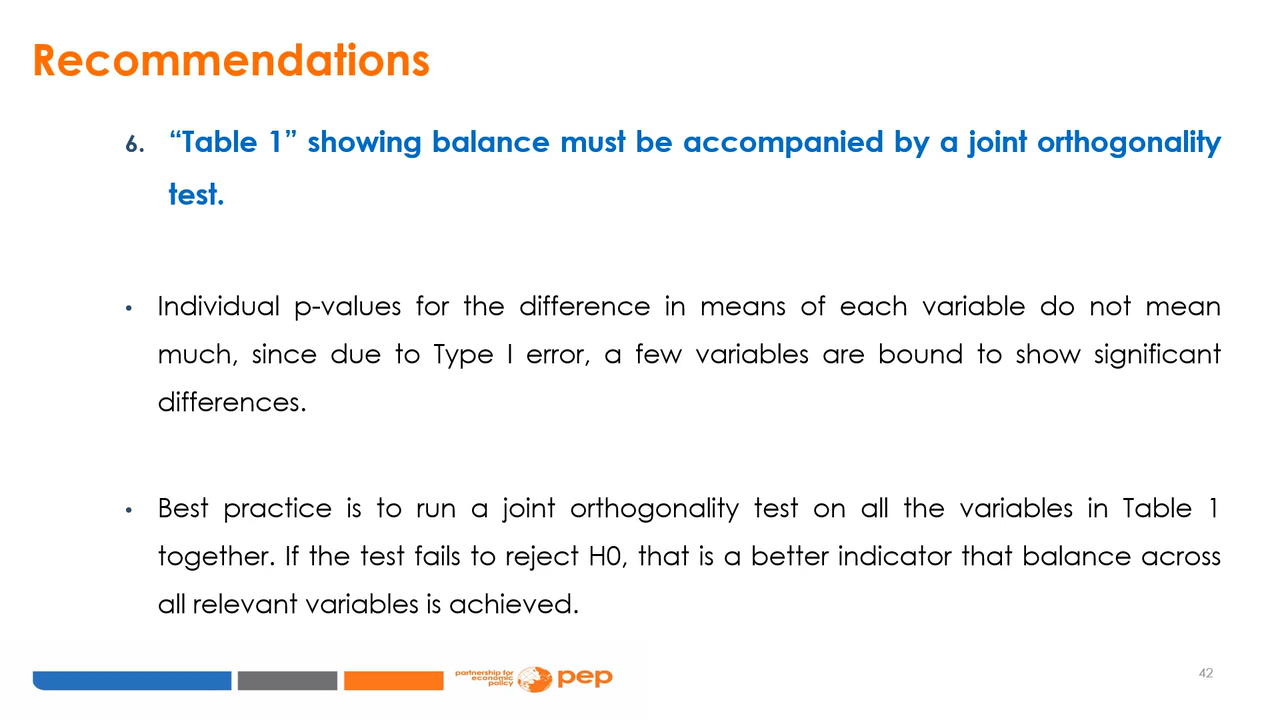 Recommendations
6. “Table 1” showing balance must be accompanied by a joint orthogonality
test.
• Individual p-values for the difference in means of each variable do not mean
much, since due to Type I error, a few variables are bound to show significant
differences.
• Best practice is to run a joint orthogonality test on all the variables in Table 1
together. If the test fails to reject H0, that is a better indicator that balance across
all relevant variables is achieved.
partnership for
economic
policy
pep
42